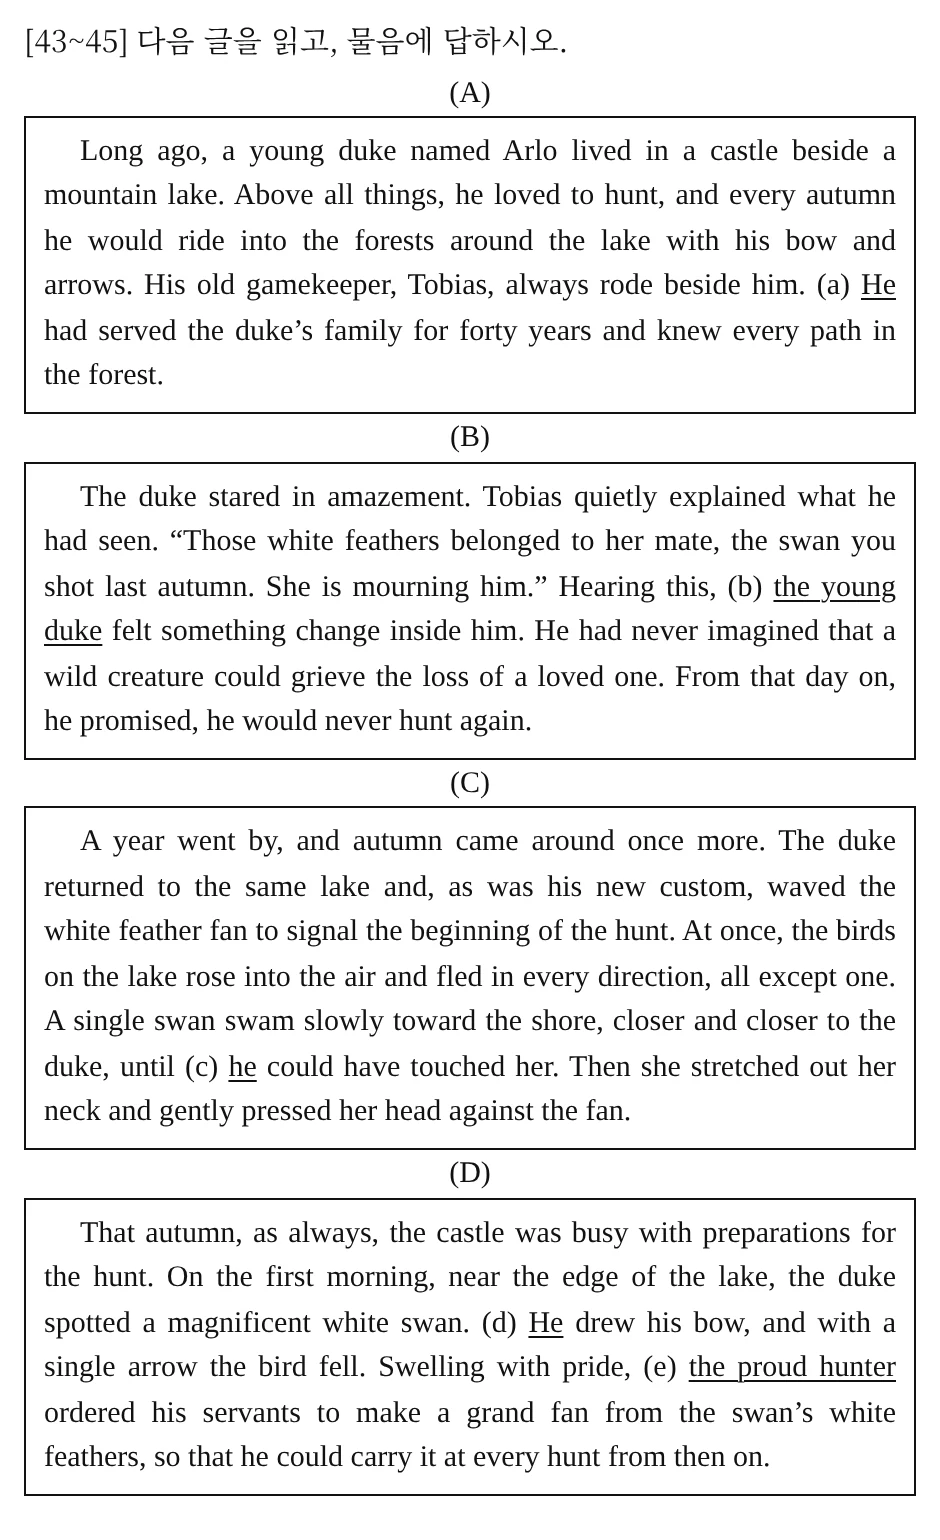 [43~45] 다음 글을 읽고, 물음에 답하시오.
(A)
Long ago, a young duke named Arlo lived in a castle beside a
mountain lake. Above all things, he loved to hunt, and every autumn
he would ride into the forests around the lake with his bow and
arrows. His old gamekeeper, Tobias, always rode beside him. (a) He
had served the duke’s family for forty years and knew every path in
the forest.
(B)
The duke stared in amazement. Tobias quietly explained what he
had seen. “Those white feathers belonged to her mate, the swan you
shot last autumn. She is mourning him.” Hearing this, (b) the young
duke felt something change inside him. He had never imagined that a
wild creature could grieve the loss of a loved one. From that day on,
he promised, he would never hunt again.
(C)
A year went by, and autumn came around once more. The duke
returned to the same lake and, as was his new custom, waved the
white feather fan to signal the beginning of the hunt. At once, the birds
on the lake rose into the air and fled in every direction, all except one.
A single swan swam slowly toward the shore, closer and closer to the
duke, until (c) he could have touched her. Then she stretched out her
neck and gently pressed her head against the fan.
(D)
That autumn, as always, the castle was busy with preparations for
the hunt. On the first morning, near the edge of the lake, the duke
spotted a magnificent white swan. (d) He drew his bow, and with a
single arrow the bird fell. Swelling with pride, (e) the proud hunter
ordered his servants to make a grand fan from the swan’s white
feathers, so that he could carry it at every hunt from then on.